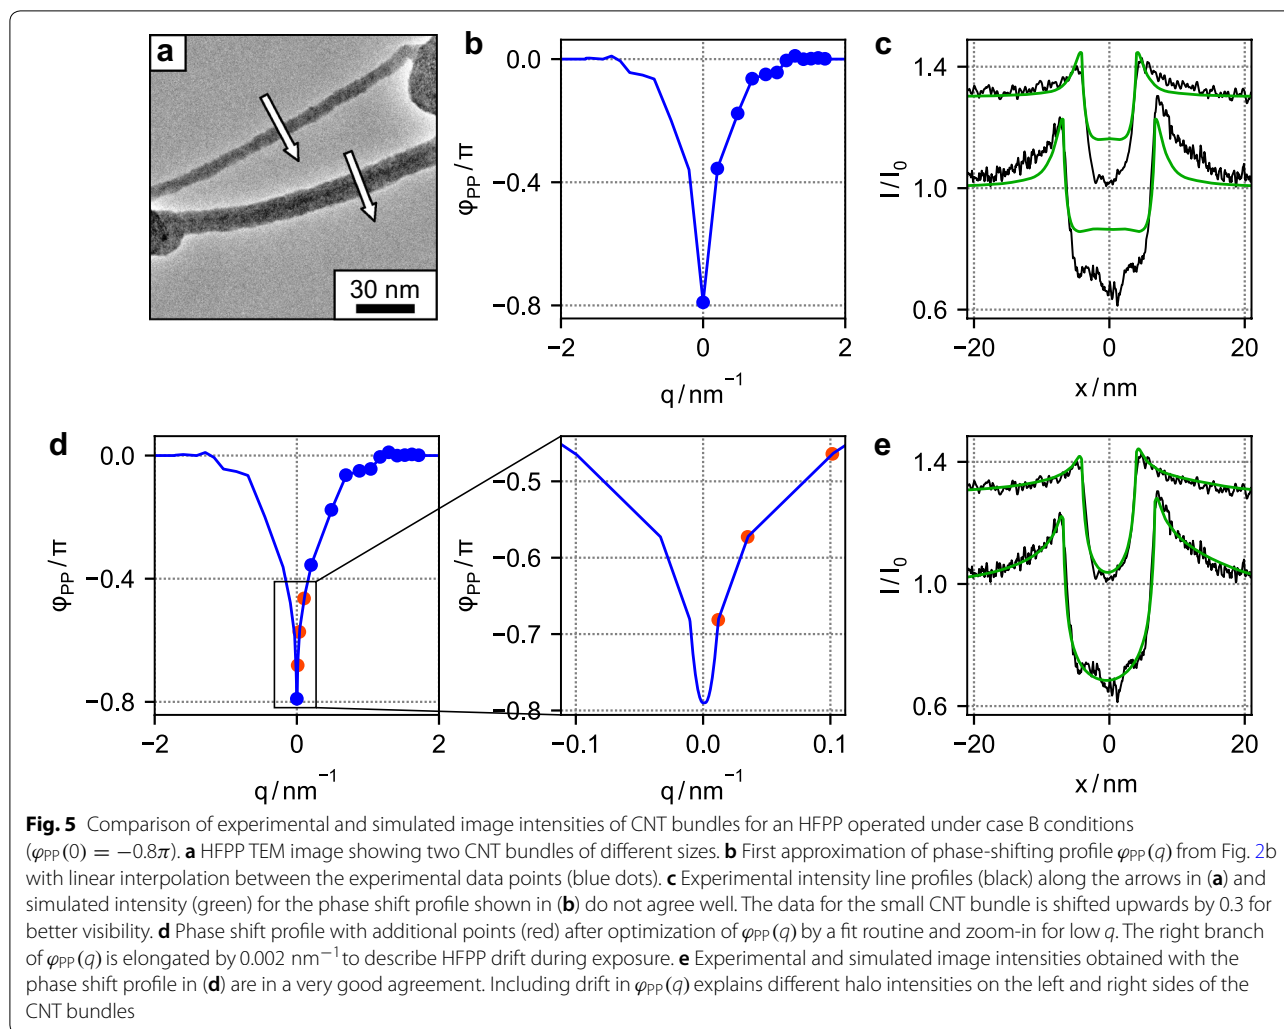 a
30 nm
b
0.0
−0.4
−0.8
φPP/π
−2
0
2
q/nm−1
c
1.4
1.0
0.6
I/I0
−20
0
20
x/nm
d
0.0
−0.4
−0.8
φPP/π
−2
0
2
q/nm−1
−0.5
−0.6
−0.7
−0.8
φPP/π
−0.1
0.0
0.1
q/nm−1
e
1.4
1.0
0.6
I/I0
−20
0
20
x/nm
Fig. 5 Comparison of experimental and simulated image intensities of CNT bundles for an HFPP operated under case B conditions
(φPP(0) = −0.8π). a HFPP TEM image showing two CNT bundles of different sizes. b First approximation of phase-shifting profile φPP(q) from Fig. 2b
with linear interpolation between the experimental data points (blue dots). c Experimental intensity line profiles (black) along the arrows in (a) and
simulated intensity (green) for the phase shift profile shown in (b) do not agree well. The data for the small CNT bundle is shifted upwards by 0.3 for
better visibility. d Phase shift profile with additional points (red) after optimization of φPP(q) by a fit routine and zoom-in for low q. The right branch
of φPP(q) is elongated by 0.002 nm−1 to describe HFPP drift during exposure. e Experimental and simulated image intensities obtained with the
phase shift profile in (d) are in a very good agreement. Including drift in φPP(q) explains different halo intensities on the left and right sides of the
CNT bundles